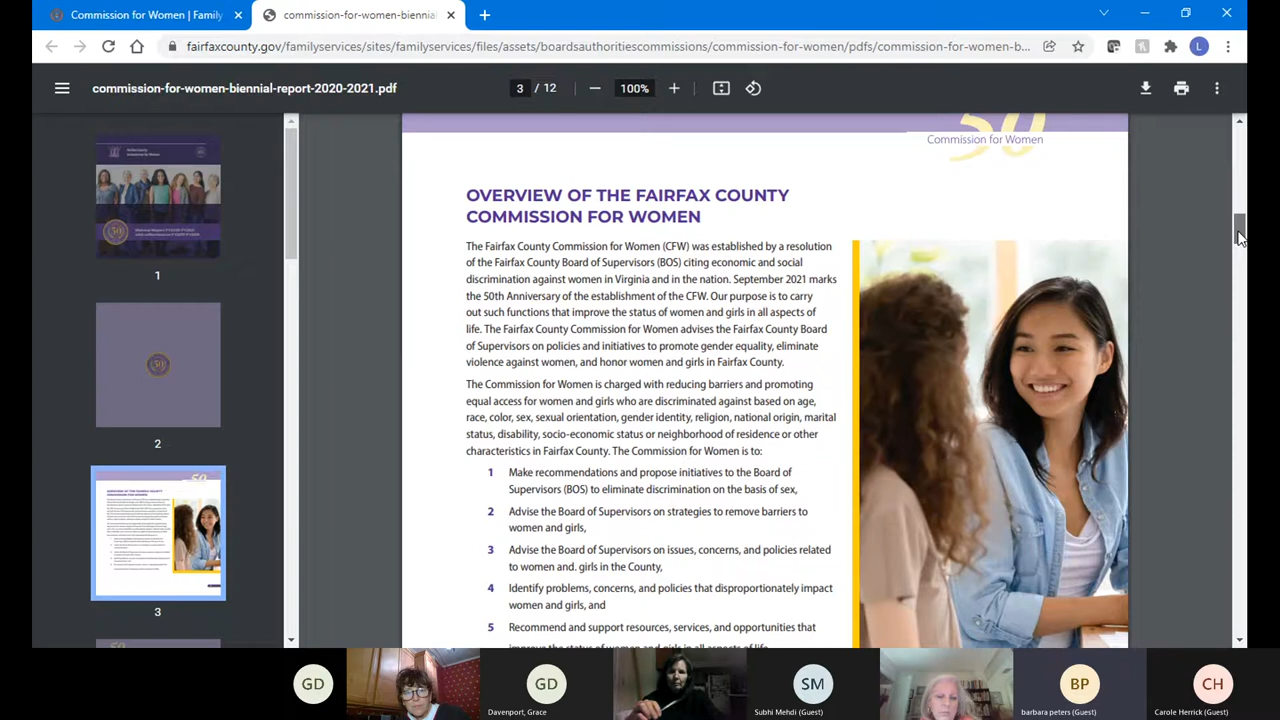 Commission for Women | Family
commission-for-women-biennial
fairfaxcounty.gov/familyservices/sites/familyservices/files/assets/boardsauthoritiescommissions/commission-for-women/pdfs/commission-for-women-b...
L
commission-for-women-biennial-report-2020-2021.pdf
3 / 12
100%
50
Commission for Women
OVERVIEW OF THE FAIRFAX COUNTY
COMMISSION FOR WOMEN
The Fairfax County Commission for Women (CFW) was established by a resolution
of the Fairfax County Board of Supervisors (BOS) citing economic and social
discrimination against women in Virginia and in the nation. September 2021 marks
the 50th Anniversary of the establishment of the CFW. Our purpose is to carry
out such functions that improve the status of women and girls in all aspects of
life. The Fairfax County Commission for Women advises the Fairfax County Board
of Supervisors on policies and initiatives to promote gender equality, eliminate
violence against women, and honor women and girls in Fairfax County.
The Commission for Women is charged with reducing barriers and promoting
equal access for women and girls who are discriminated against based on age,
race, color, sex, sexual orientation, gender identity, religion, national origin, marital
status, disability, socio-economic status or neighborhood of residence or other
characteristics in Fairfax County. The Commission for Women is to:
1 Make recommendations and propose initiatives to the Board of
Supervisors (BOS) to eliminate discrimination on the basis of sex,
2 Advise the Board of Supervisors on strategies to remove barriers to
women and girls,
3 Advise the Board of Supervisors on issues, concerns, and policies related
to women and. girls in the County,
4 Identify problems, concerns, and policies that disproportionately impact
women and girls, and
5 Recommend and support resources, services, and opportunities that
improve the status of women and girls in all aspects of life
1
50
2
3
GD
GD
Davenport, Grace
SM
Subhi Mehdi (Guest)
BP
barbara peters (Guest)
CH
Carole Herrick (Guest)